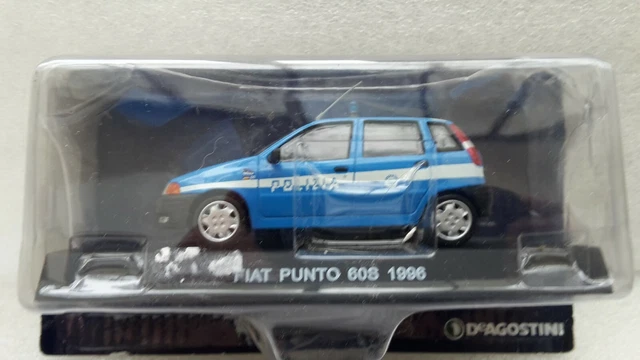 POLIZIA
FIAT PUNTO 60S 1996
DEAGOSTINI